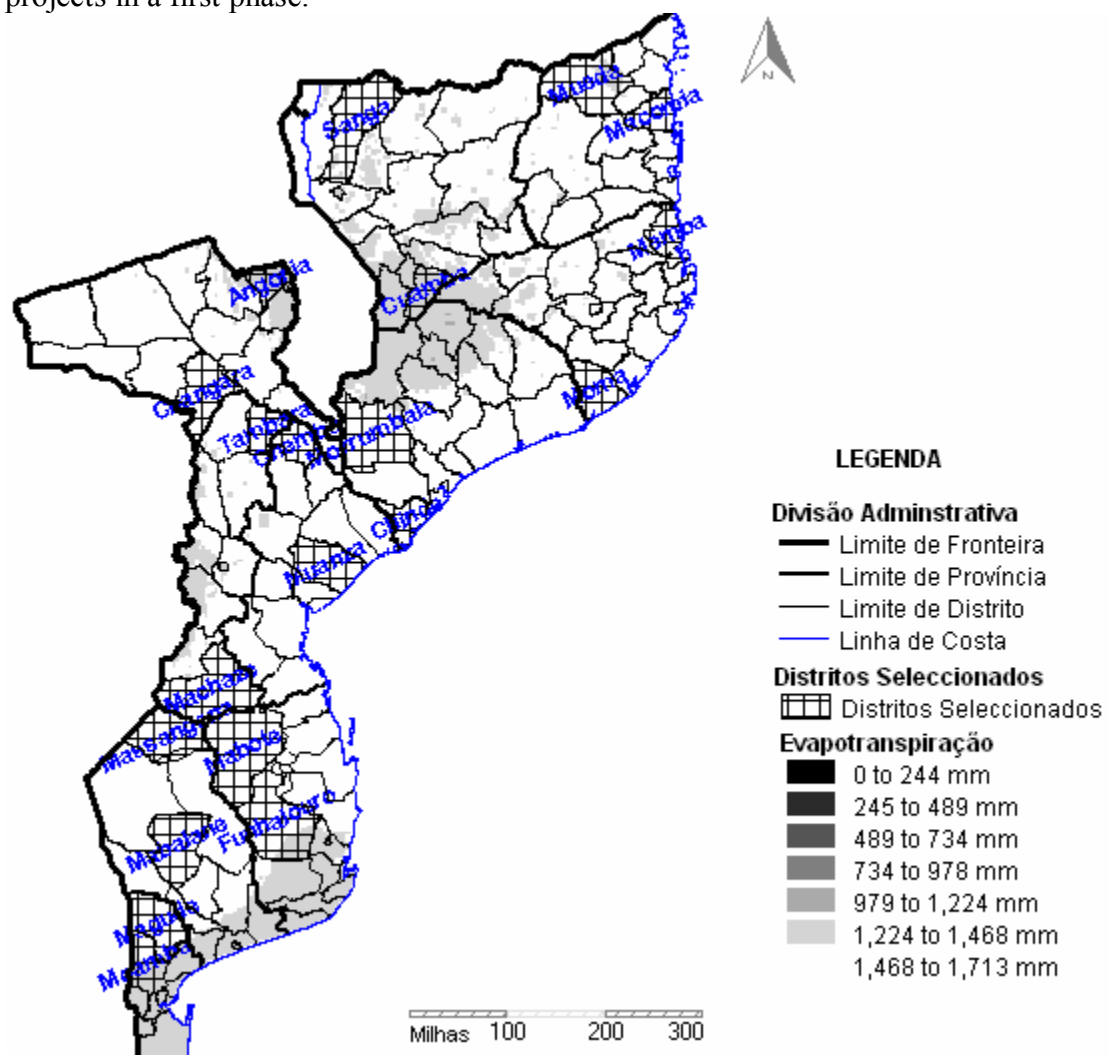 projects in a first phase.
N
Sanga
Mueda
Macomia
Memba
Angonia
Cuamba
Changara
Moma
Tambara
Chemba
Morrumbala
LEGENDA
Divisão Adminstrativa
Limite de Fronteira
Limite de Província
Limite de Distrito
Linha de Costa
Chinde
Muanza
Distritos Seleccionados
Distritos Seleccionados
Machaze
Massangena
Mabote
Evapotranspiração
0 to 244 mm
245 to 489 mm
489 to 734 mm
734 to 978 mm
979 to 1,224 mm
1,224 to 1,468 mm
1,468 to 1,713 mm
Funhalouro
Mabalane
Magude
Moamba
Milhas 100 200 300